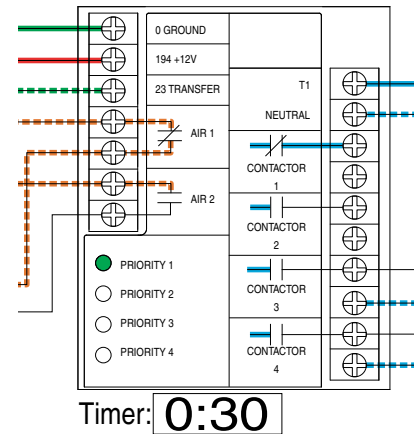 0 GROUND
194 +12V
23 TRANSFER
AIR 1
AIR 2
T1
NEUTRAL
CONTACTOR
1
CONTACTOR
2
CONTACTOR
3
CONTACTOR
4
PRIORITY 1
PRIORITY 2
PRIORITY 3
PRIORITY 4
Timer: 0:30